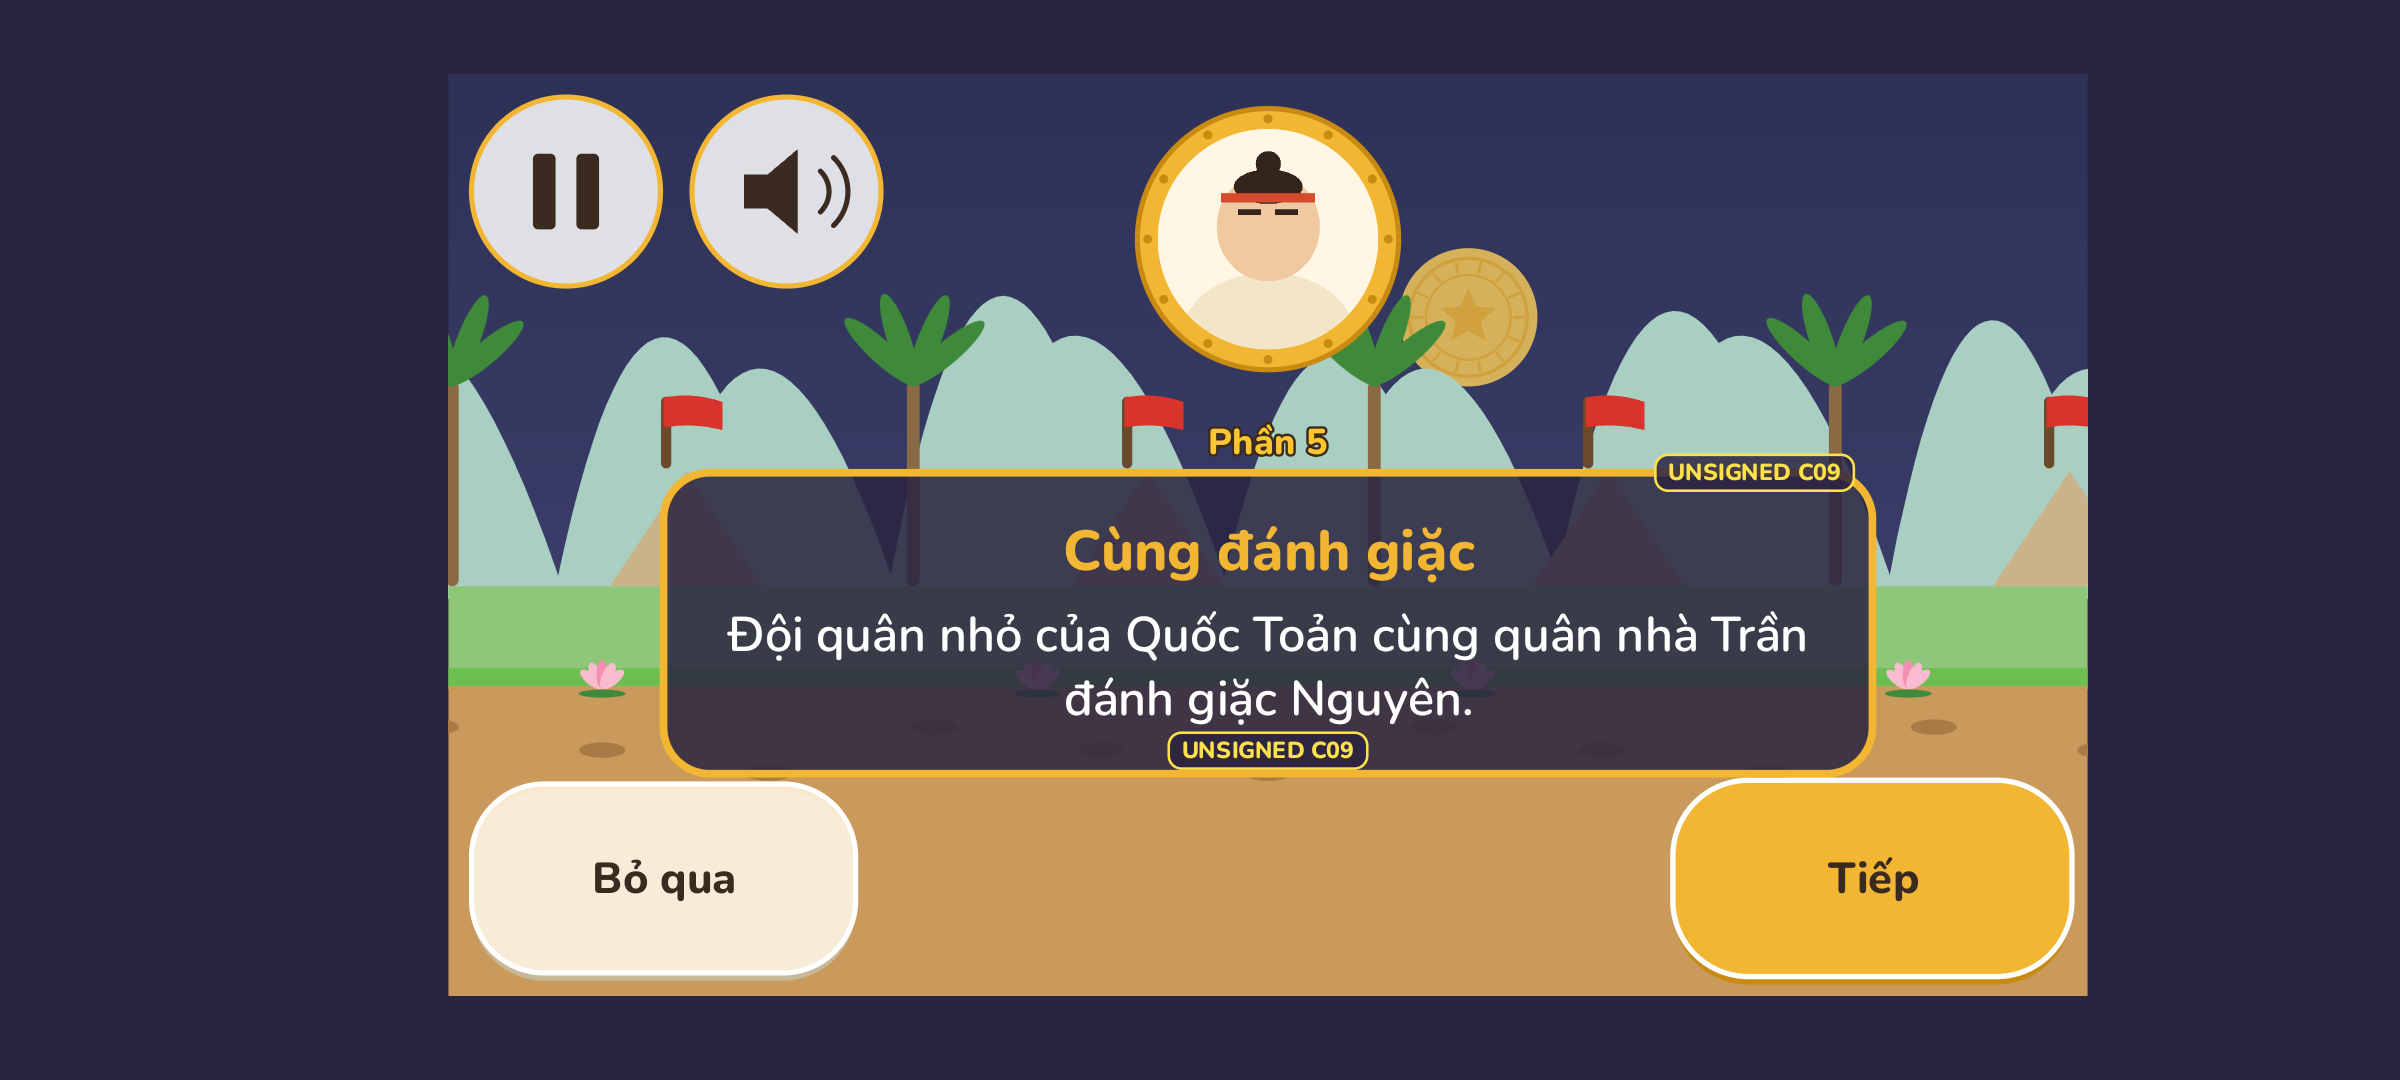 Phần 5
UNSIGNED C09
Cùng đánh giặc
Đội quân nhỏ của Quốc Toản cùng quân nhà Trần
đánh giặc Nguyên.
UNSIGNED C09
Bỏ qua
Tiếp